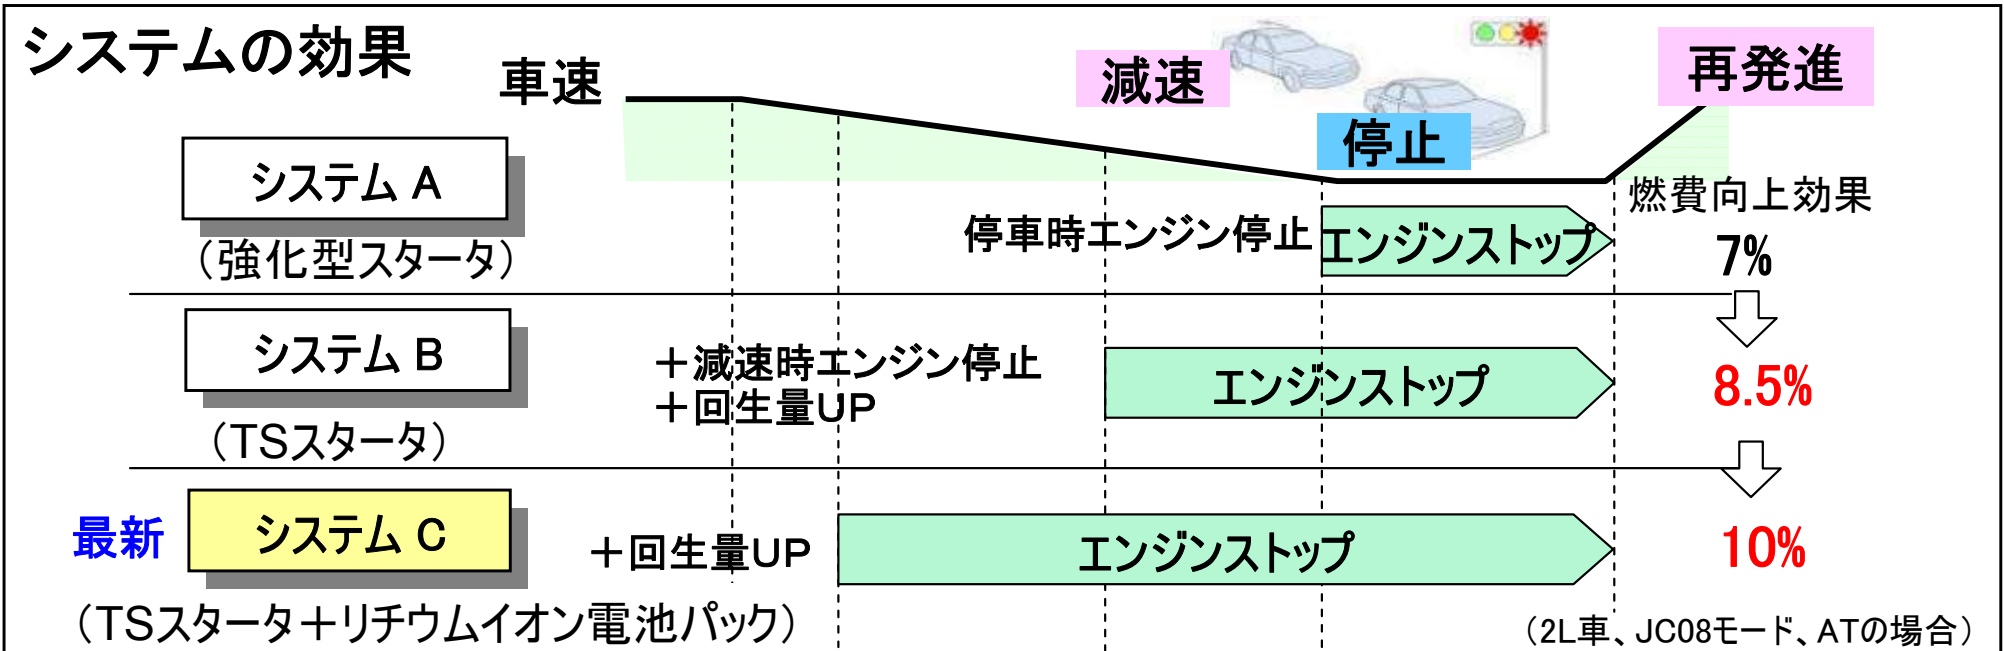 システムの効果
車速
減速
停止
再発進
システム A
（強化型スタータ）
停車時エンジン停止
エンジンストップ
燃費向上効果
7%
システム B
（TSスタータ）
＋減速時エンジン停止
＋回生量UP
エンジンストップ
8.5%
最新
システム C
（TSスタータ＋リチウムイオン電池パック）
＋回生量UP
エンジンストップ
10%
（2L車、JC08モード、ATの場合）